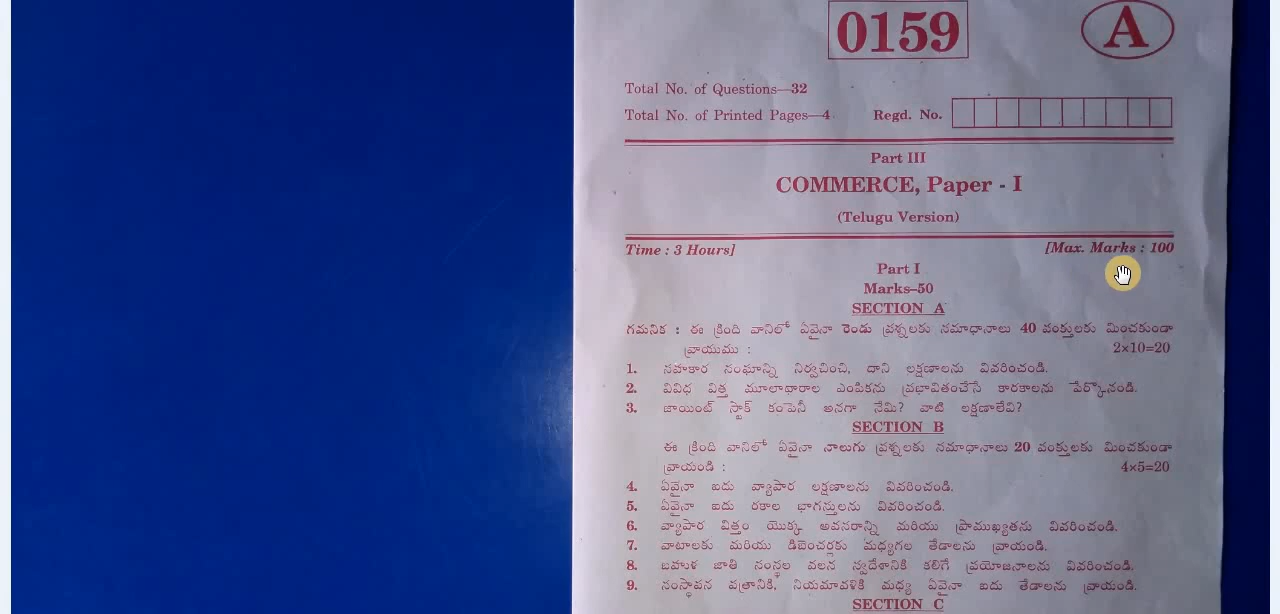 0159
A
Total No. of Questions—32
Total No. of Printed Pages—4
Regd. No.
Part III
COMMERCE, Paper - I
(Telugu Version)
Time : 3 Hours]
[Max. Marks : 100
Part I
Marks–50
SECTION A
గమనిక : ఈ క్రింది వానిలో ఏవైనా రెండు ప్రశ్నలకు సమాధానాలు 40 పంక్తులకు మించకుండా
వ్రాయుము :
2×10=20
1. సహకార సంఘాన్ని నిర్వచించి, దాని లక్షణాలను వివరించండి.
2. వివిధ విత్త మూలాధారాల ఎంపికను ప్రభావితంచేసే కారకాలను పేర్కొనండి.
3. జాయింట్ స్టాక్ కంపెనీ అనగా నేమి? వాటి లక్షణాలేవి?
SECTION B
ఈ క్రింది వానిలో ఏవైనా నాలుగు ప్రశ్నలకు సమాధానాలు 20 పంక్తులకు మించకుండా
వ్రాయండి :
4×5=20
4. ఏవైనా ఐదు వ్యాపార లక్షణాలను వివరించండి.
5. ఏవైనా ఐదు రకాల భాగస్తులను వివరించండి.
6. వ్యాపార విత్తం యొక్క అవసరాన్ని మరియు ప్రాముఖ్యతను వివరించండి.
7. వాటాలకు మరియు డిబెంచర్లకు మధ్యగల తేడాలను వ్రాయండి.
8. బహుళ జాతి సంస్థల వలన స్వదేశానికి కలిగే ప్రయోజనాలను వివరించండి.
9. సంస్థాపన పత్రానికి, నియమావళికి మధ్య ఏవైనా ఐదు తేడాలను వ్రాయండి.
SECTION C